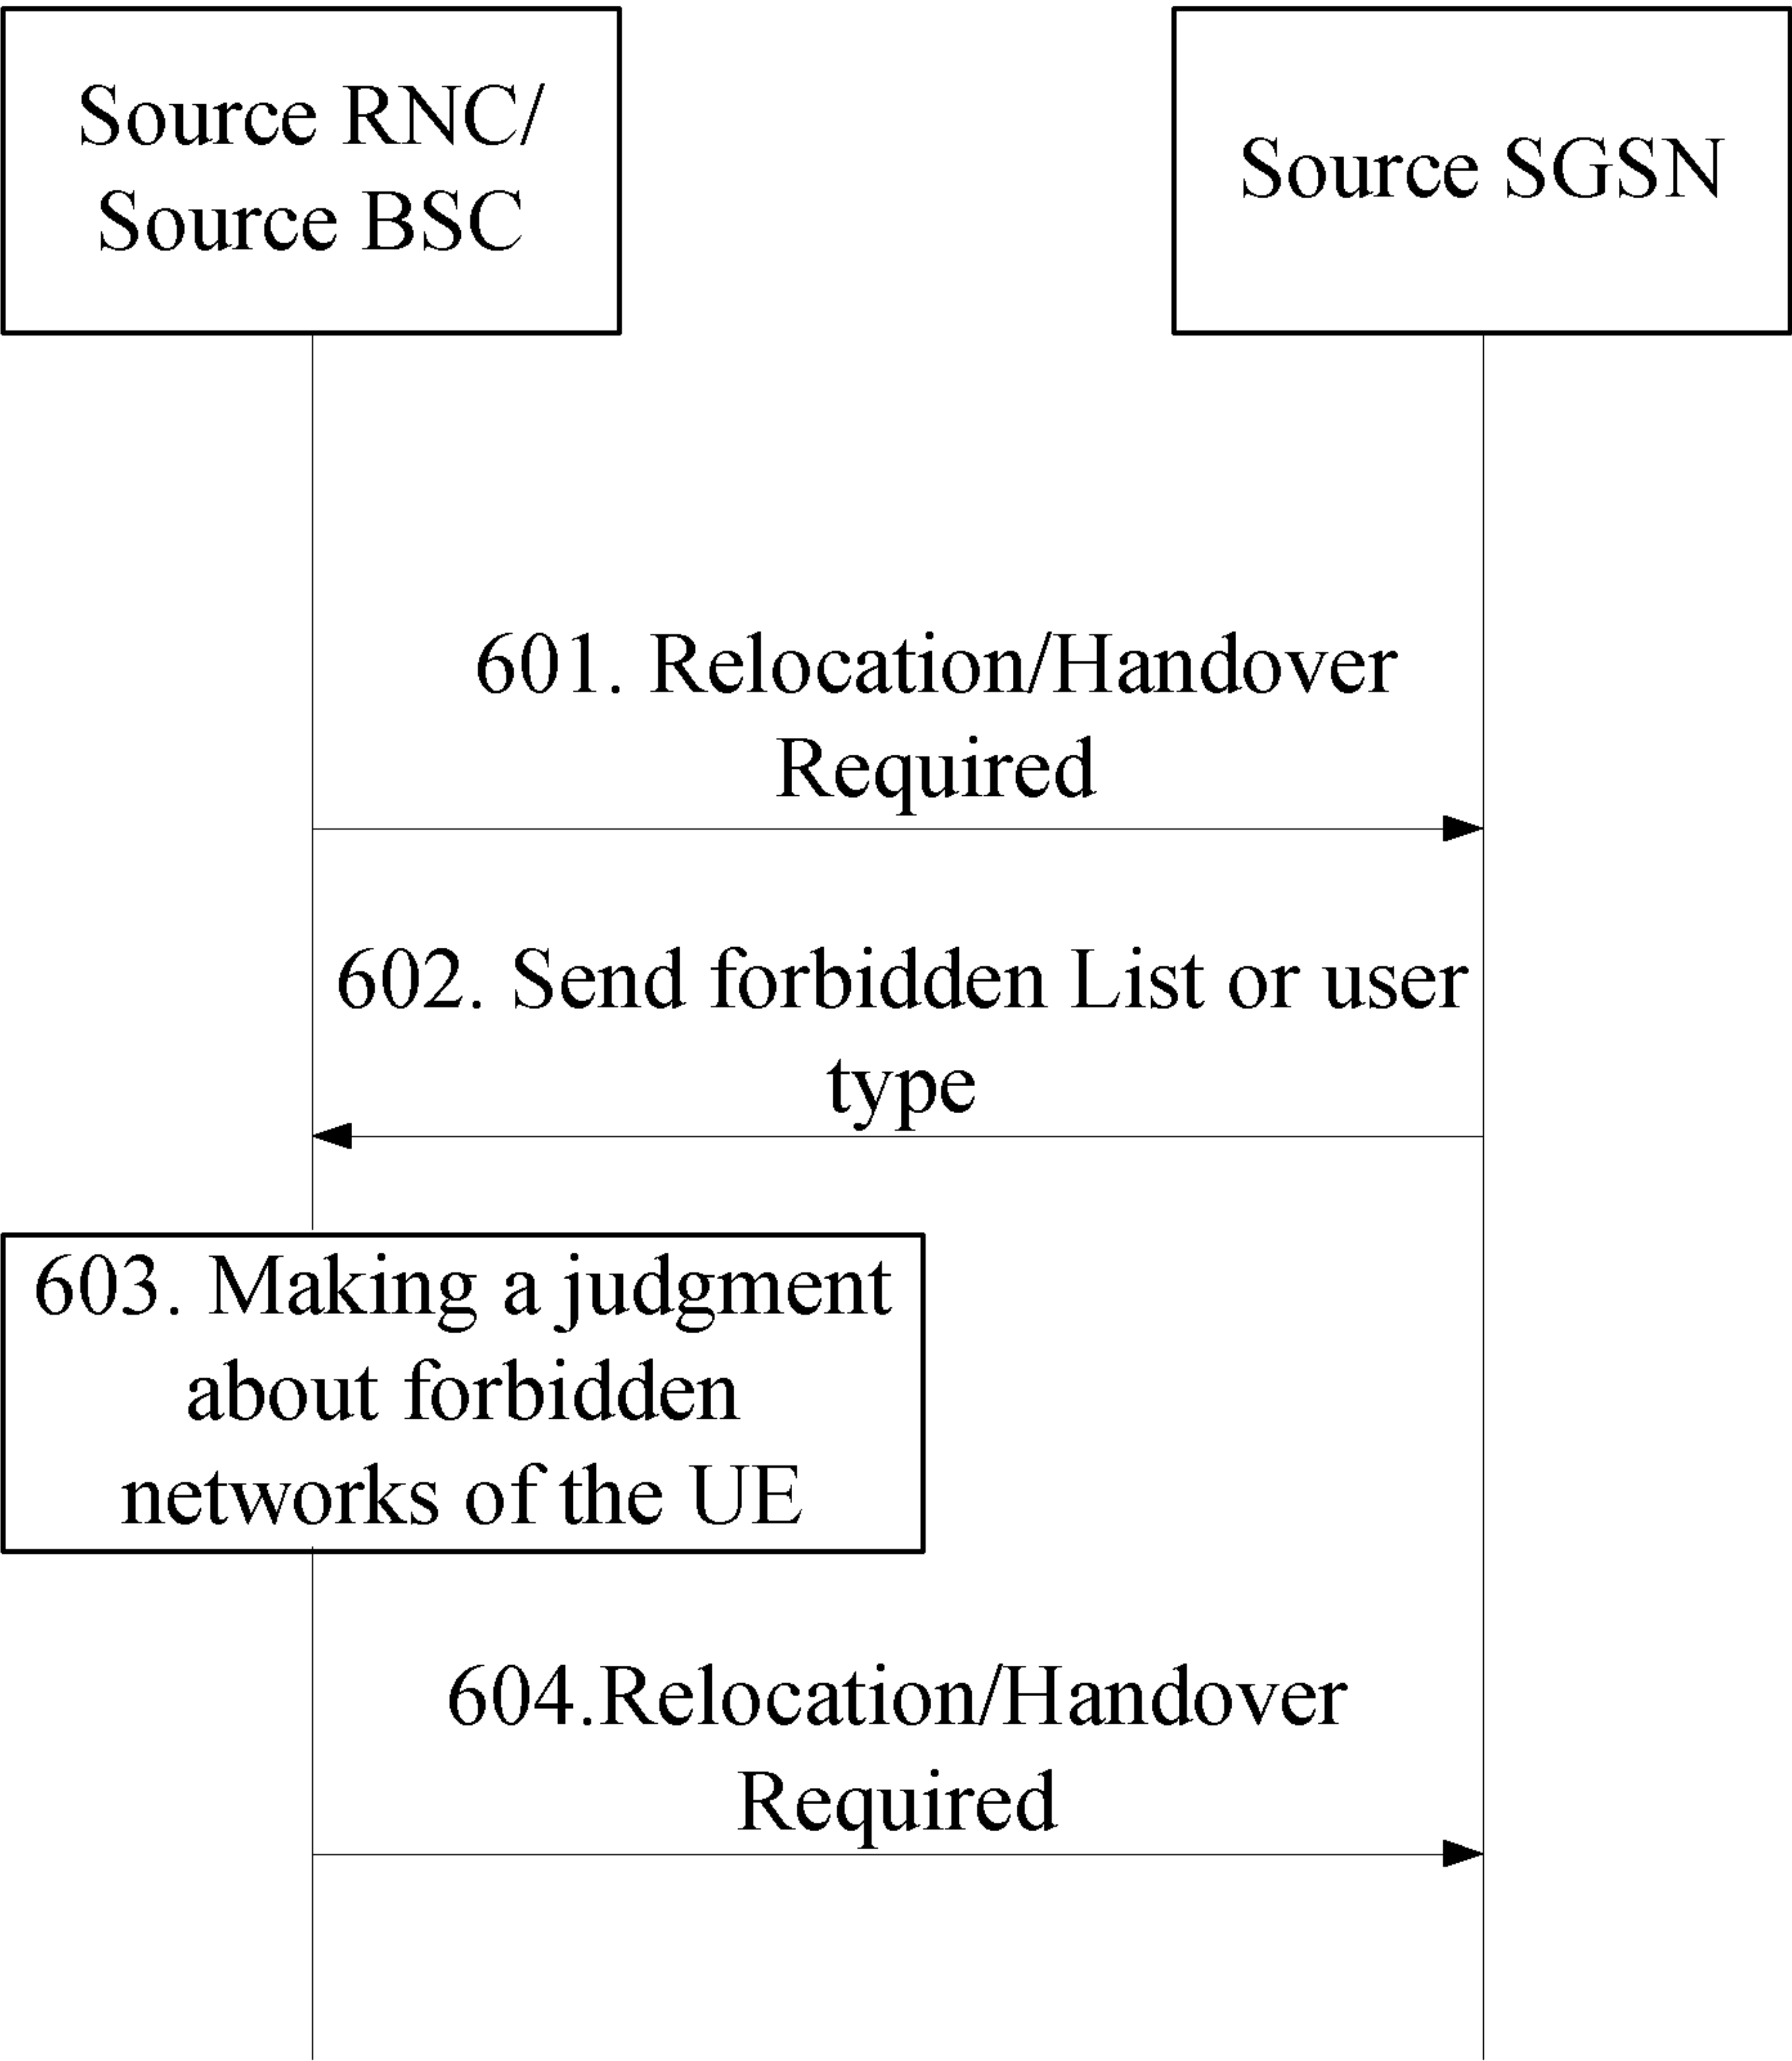 Source RNC/
Source BSC
Source SGSN
601. Relocation/Handover
Required
602. Send forbidden List or user
type
603. Making a judgment
about forbidden
networks of the UE
604.Relocation/Handover
Required